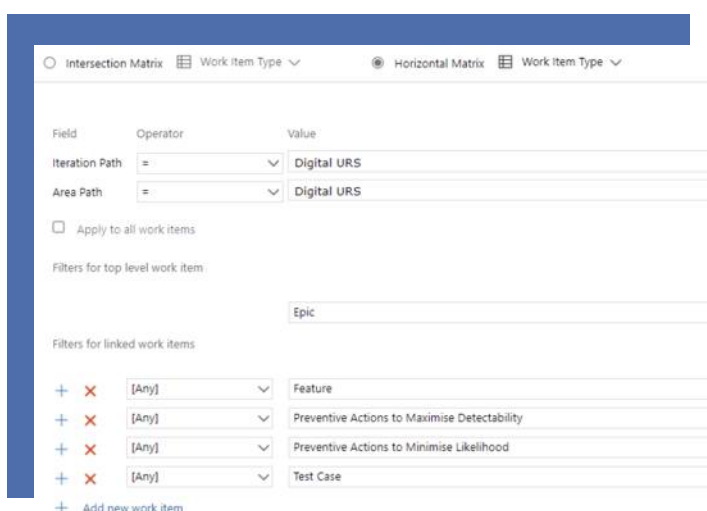 Intersection Matrix Work Item Type Horizontal Matrix Work Item Type
Field Operator Value
Iteration Path = Digital URS
Area Path = Digital URS
Apply to all work items
Filters for top level work item
Epic
Filters for linked work items
[Any] Feature
[Any] Preventive Actions to Maximise Detectability
[Any] Preventive Actions to Minimise Likelihood
[Any] Test Case
Add new work item